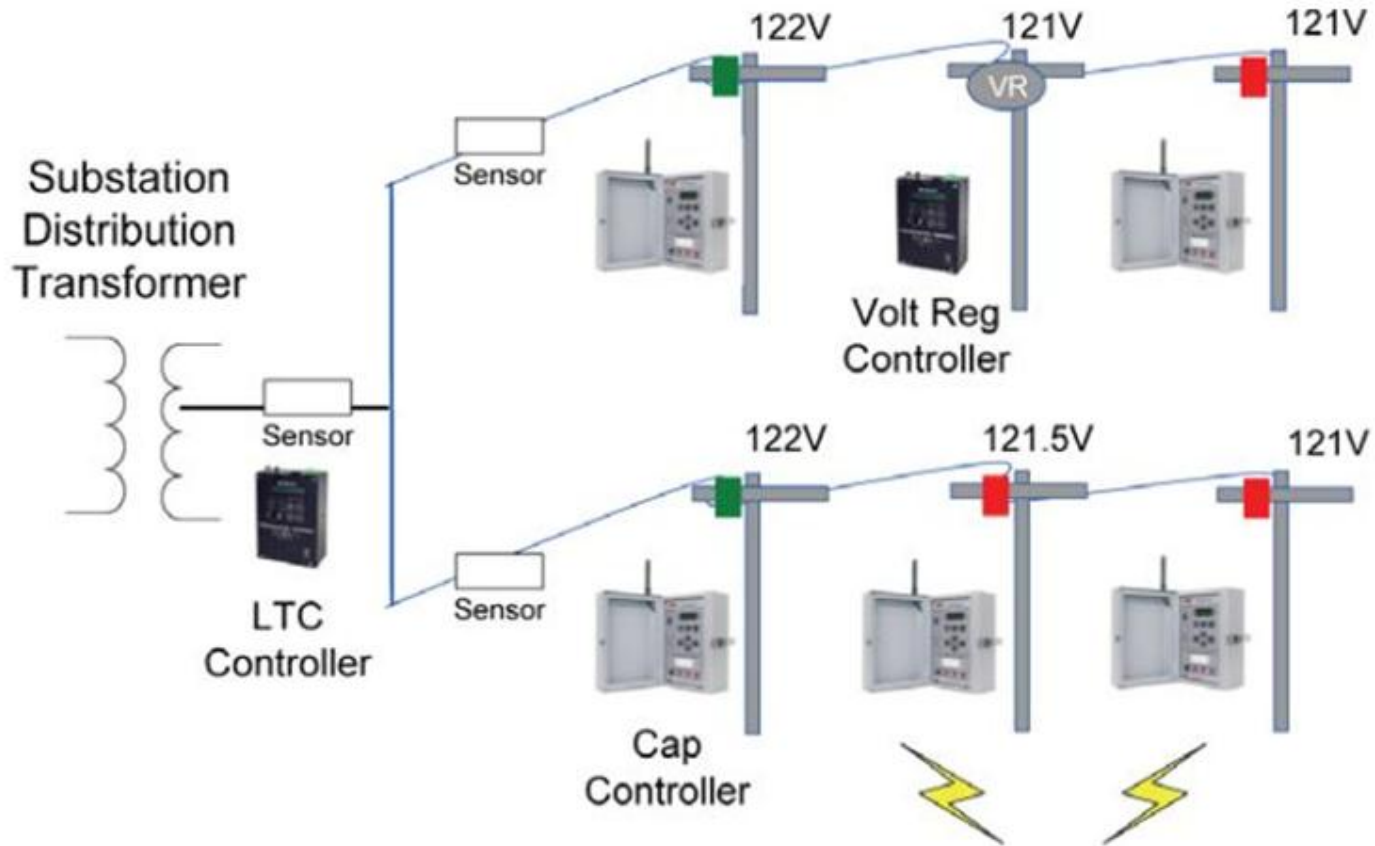 122V
121V
121V
VR
Sensor
Substation
Distribution
Transformer
Volt Reg
Controller
Sensor
122V
121.5V
121V
LTC
Controller
Sensor
Cap
Controller